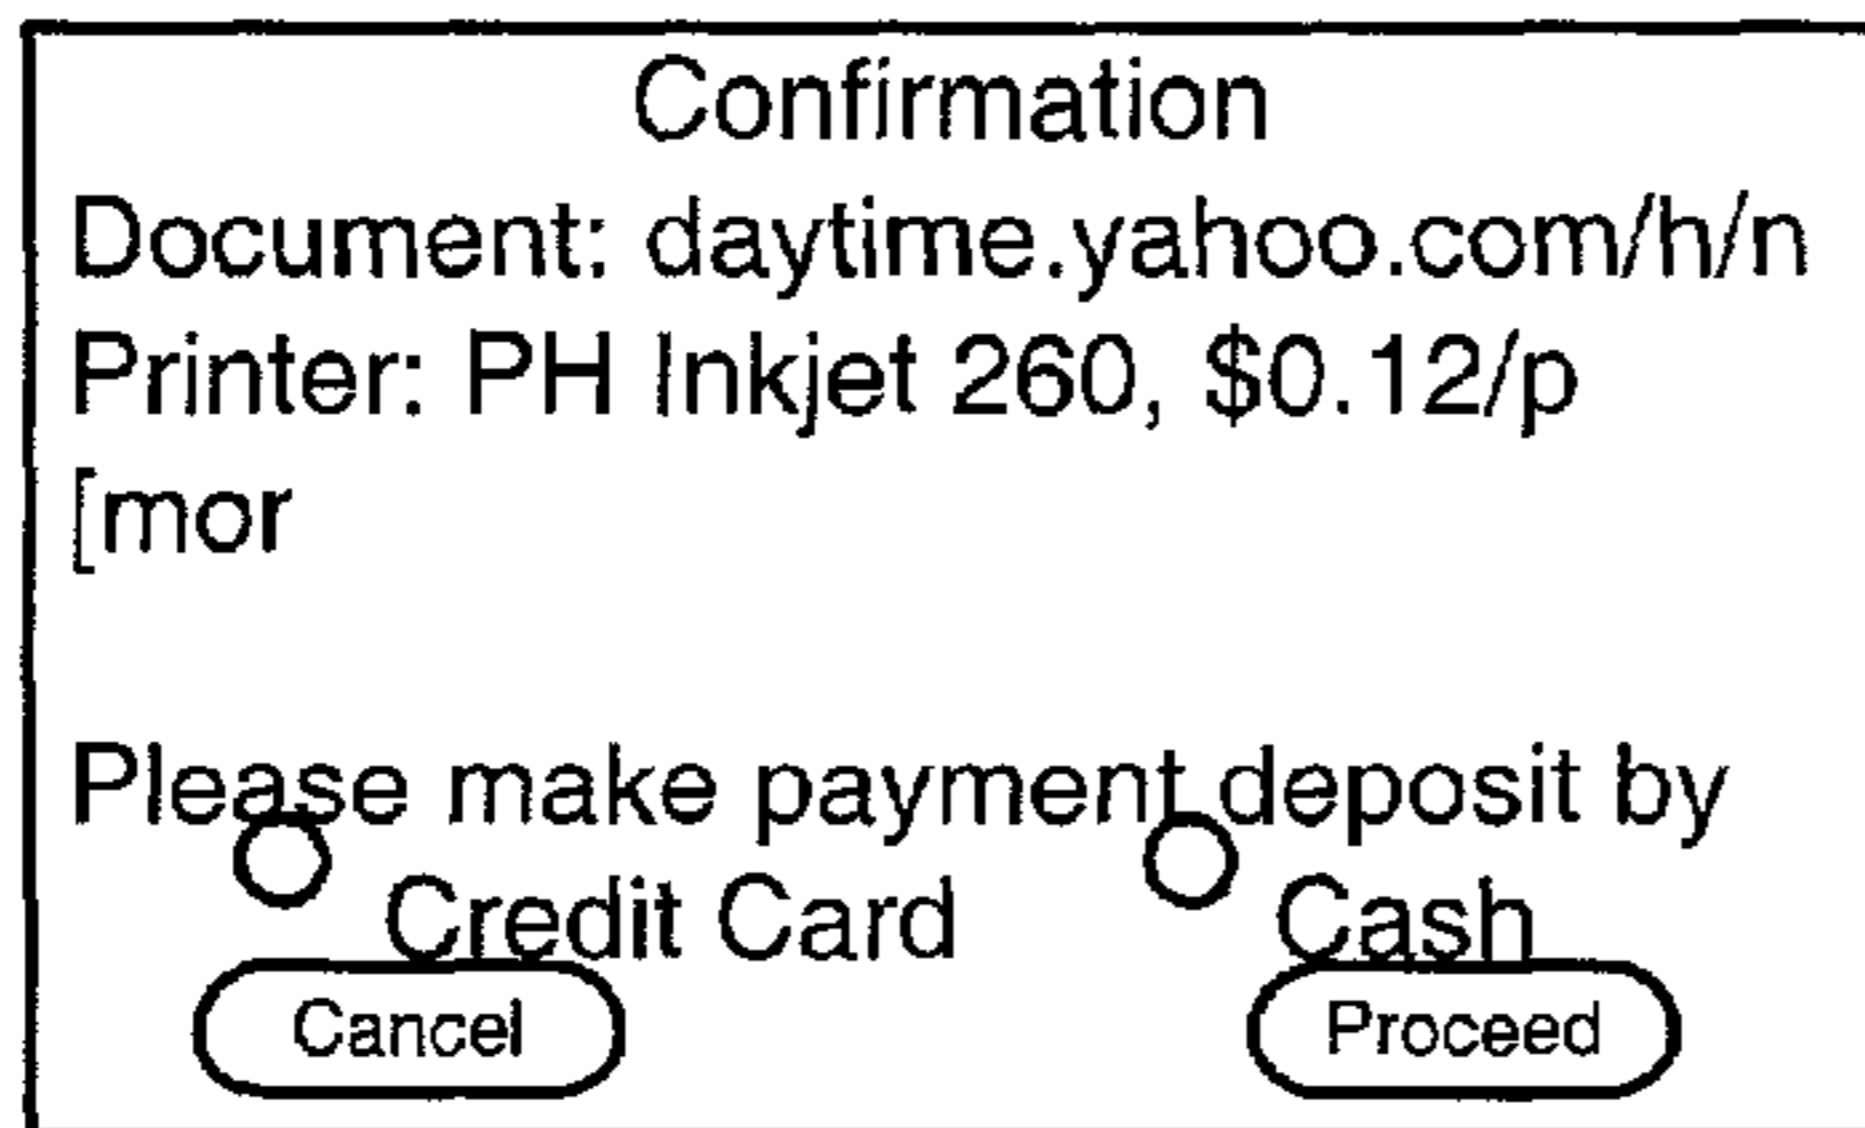 Confirmation
Document: daytime.yahoo.com/h/n
Printer: PH Inkjet 260, $0.12/p
[mor
Please make payment deposit by
Credit Card Cash
Cancel Proceed